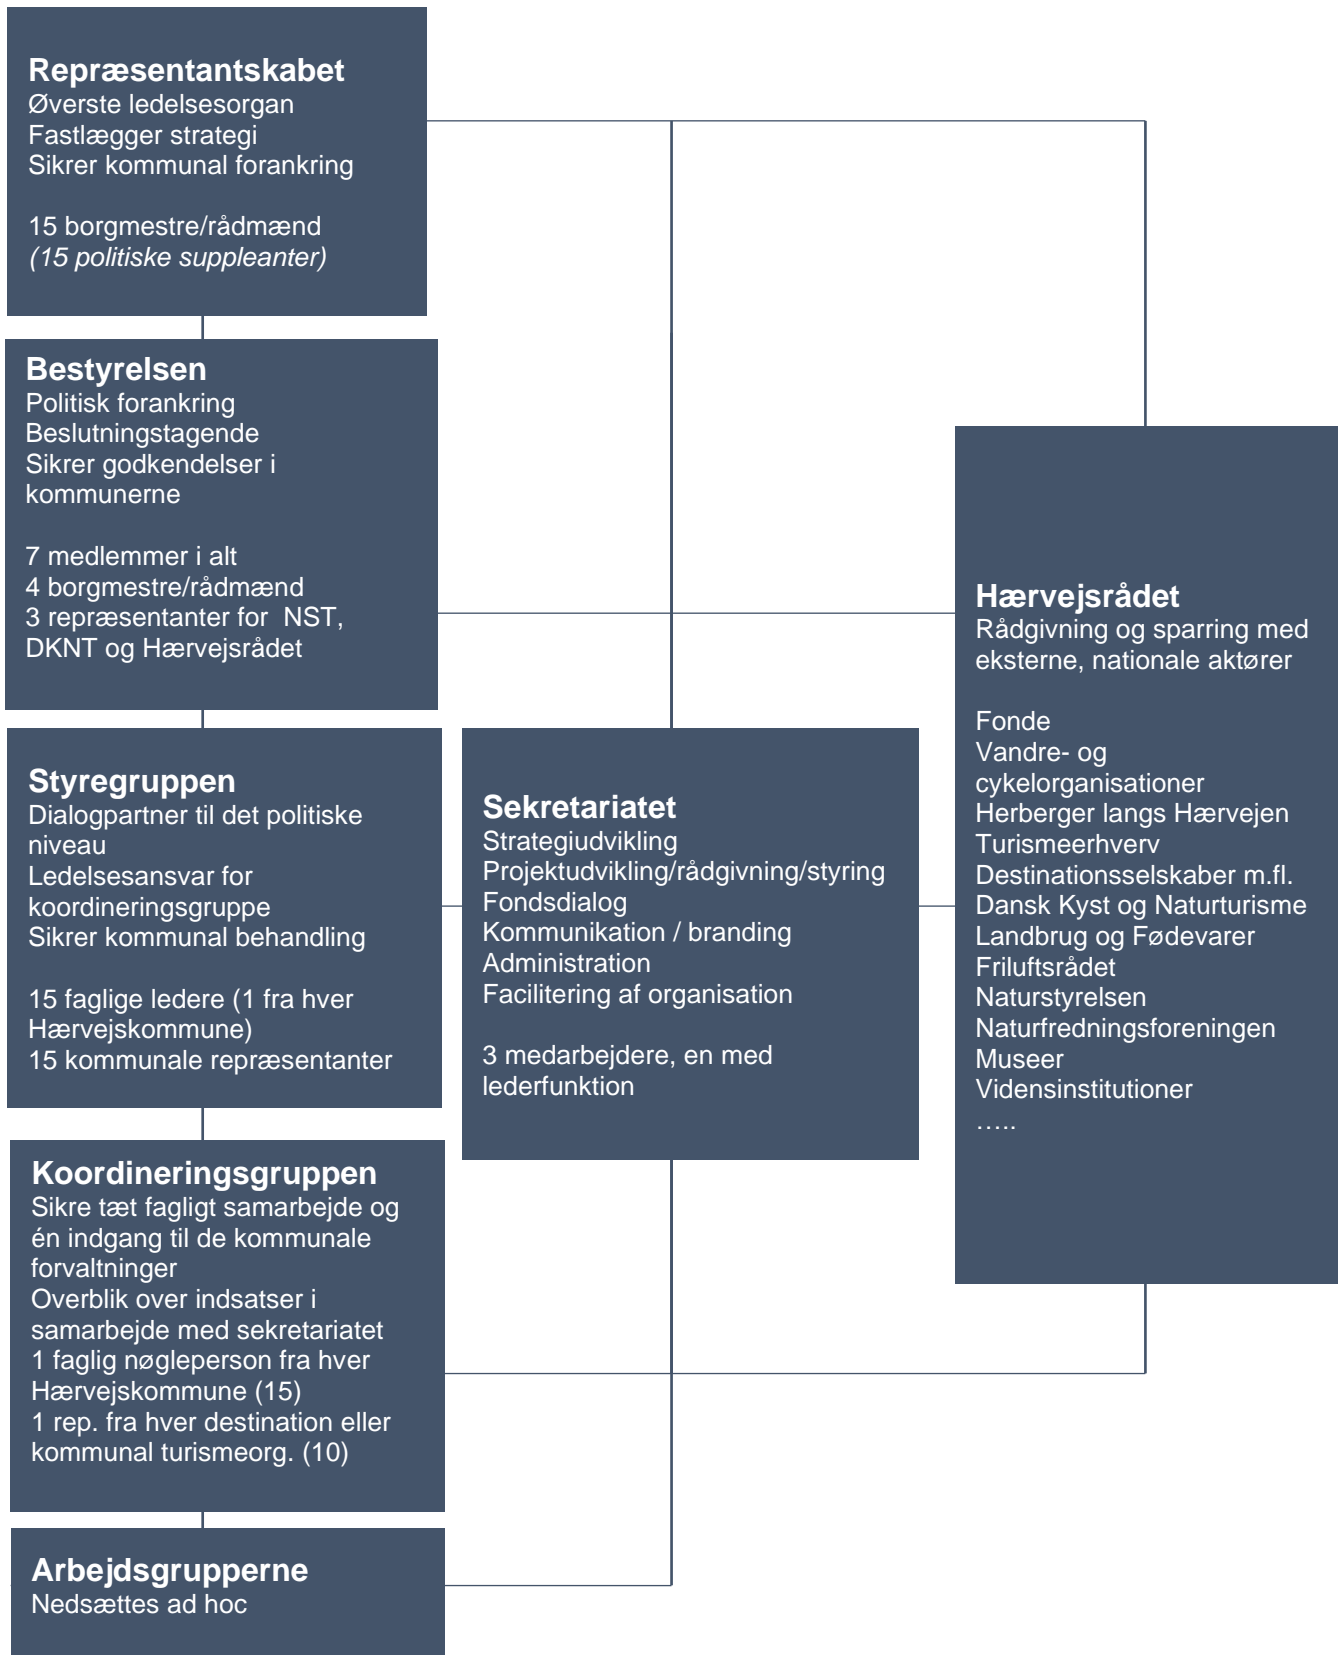 Repræsentantskabet
Øverste ledelsesorgan
Fastlægger strategi
Sikrer kommunal forankring
15 borgmestre/rådmænd
(15 politiske suppleanter)
Bestyrelsen
Politisk forankring
Beslutningstagende
Sikrer godkendelser i
kommunerne
7 medlemmer i alt
4 borgmestre/rådmænd
3 repræsentanter for  NST,
DKNT og Hærvejsrådet
Styregruppen
Dialogpartner til det politiske
niveau
Ledelsesansvar for
koordineringsgruppe
Sikrer kommunal behandling
15 faglige ledere (1 fra hver
Hærvejskommune)
15 kommunale repræsentanter
Koordineringsgruppen
Sikre tæt fagligt samarbejde og
én indgang til de kommunale
forvaltninger
Overblik over indsatser i
samarbejde med sekretariatet
1 faglig nøgleperson fra hver
Hærvejskommune (15)
1 rep. fra hver destination eller
kommunal turismeorg. (10)
Arbejdsgrupperne
Nedsættes ad hoc
Sekretariatet
Strategiudvikling
Projektudvikling/rådgivning/styring
Fondsdialog
Kommunikation / branding
Administration
Facilitering af organisation
3 medarbejdere, en med
lederfunktion
Hærvejsrådet
Rådgivning og sparring med
eksterne, nationale aktører
Fonde
Vandre- og
cykelorganisationer
Herberger langs Hærvejen
Turismeerhverv
Destinationsselskaber m.fl.
Dansk Kyst og Naturturisme
Landbrug og Fødevarer
Friluftsrådet
Naturstyrelsen
Naturfredningsforeningen
Museer
Vidensinstitutioner
…..